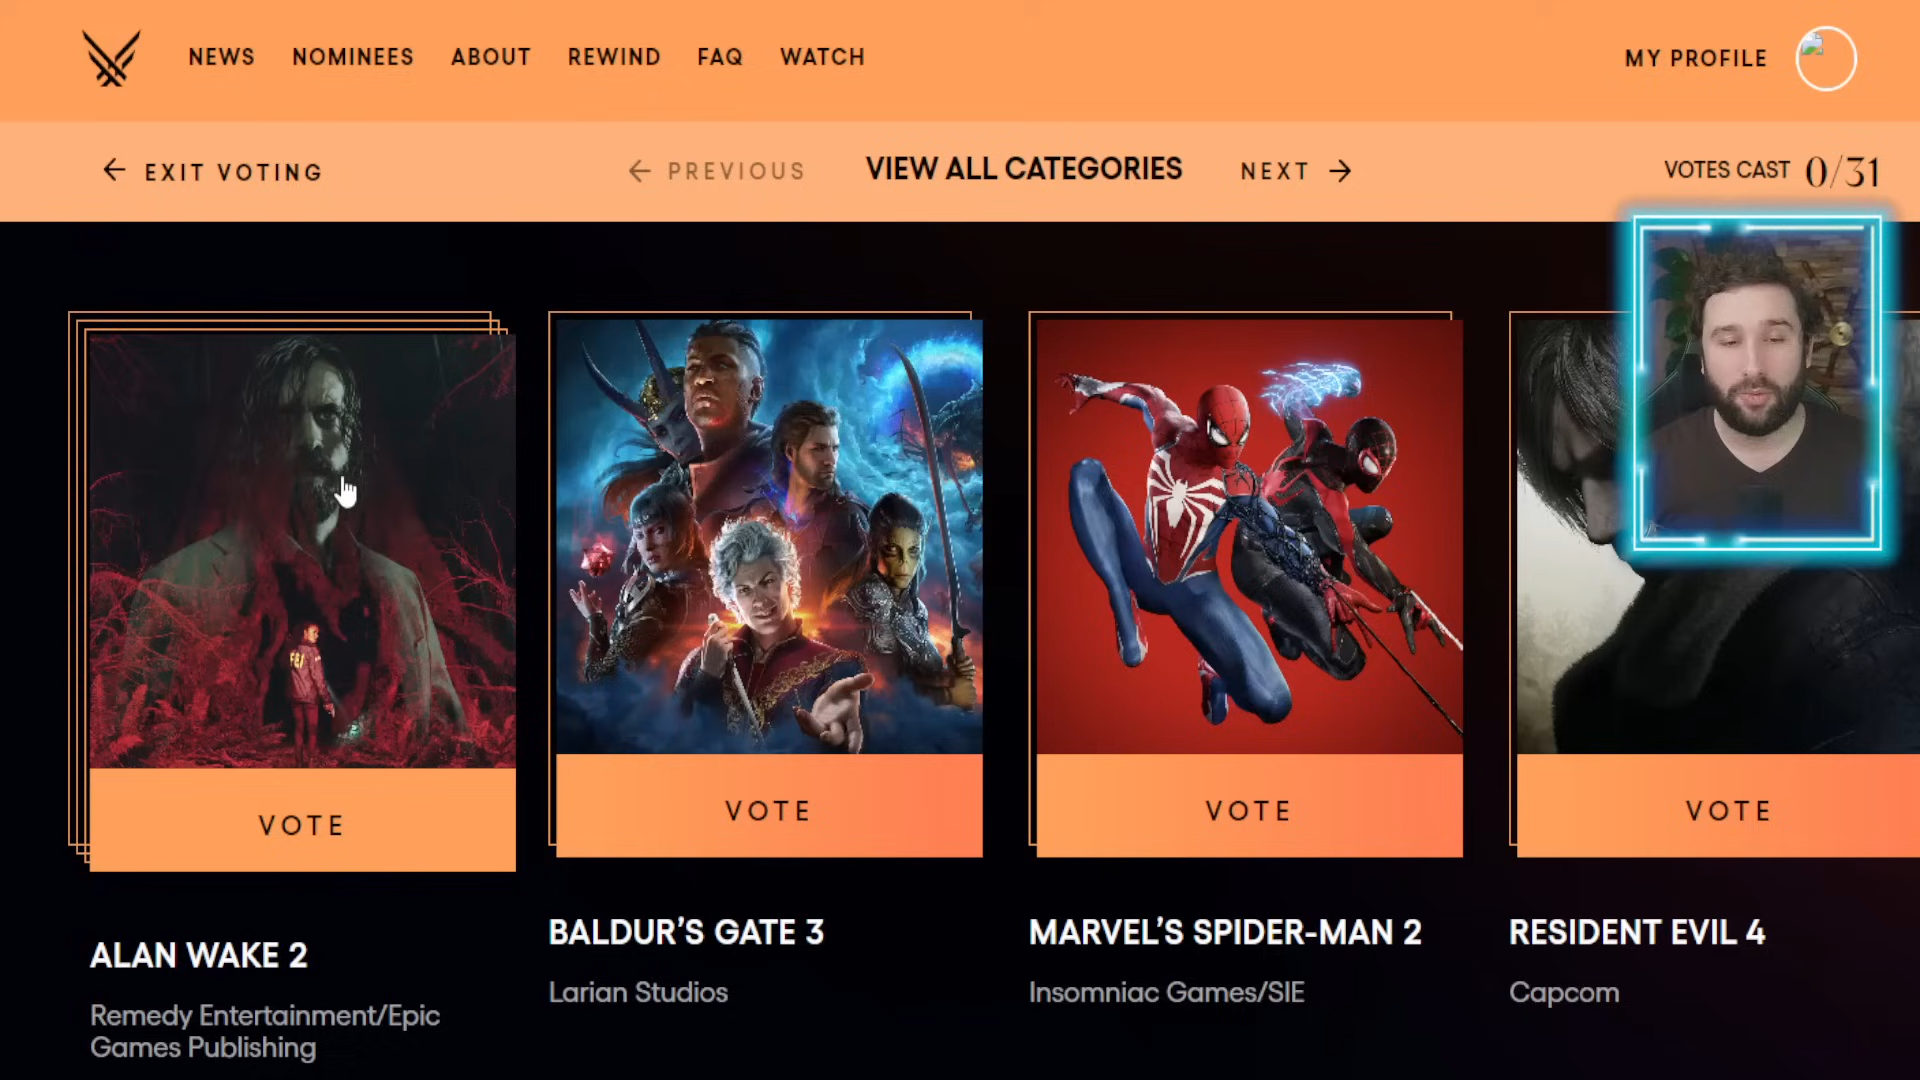 NEWS NOMINEES ABOUT REWIND FAQ WATCH MY PROFILE
← EXIT VOTING ← PREVIOUS VIEW ALL CATEGORIES NEXT → VOTES CAST 0/31
FBI
VOTE VOTE VOTE VOTE
ALAN WAKE 2
Remedy Entertainment/Epic
Games Publishing
BALDUR’S GATE 3
Larian Studios
MARVEL’S SPIDER-MAN 2
Insomniac Games/SIE
RESIDENT EVIL 4
Capcom